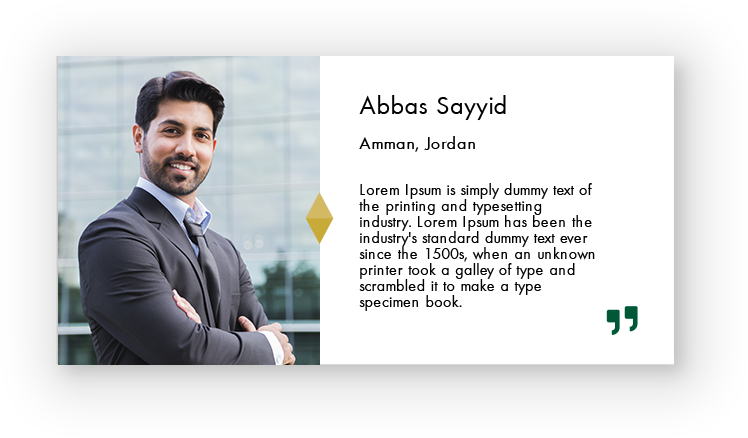 Abbas Sayyid
Amman, Jordan
Lorem Ipsum is simply dummy text of
the printing and typesetting
industry. Lorem Ipsum has been the
industry's standard dummy text ever
since the 1500s, when an unknown
printer took a galley of type and
scrambled it to make a type
specimen book.